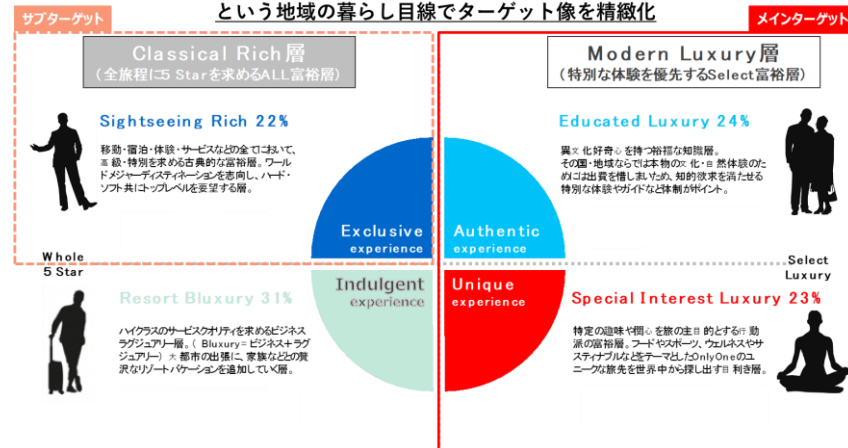 という地域の暮らし目線でターゲット像を精緻化
サブターゲット
メインターゲット
Classical Rich層
(全旅程に5 Starを求めるALL富裕層)
Modern Luxury層
(特別な体験を優先するSelect富裕層)
Sightseeing Rich 22%
移動・宿泊・体験・サービスなどの全てにおいて、
高級・特別を求める古典的な富裕層。ワール
ドメジャーディスティネーションを志向し、ハード・
ソフト共にトップレベルを要望する層。
Educated Luxury 24%
異文化好奇心を持つ裕福な知識層。
その国・地域ならでは本物の文化・自然体験のた
めには出費を惜しまいため、知的欲求を満たせる
特別な体験やガイドなど体制がポイント。
Exclusive
experience
Authentic
experience
Whole
5 Star
Select
Luxury
Indulgent
experience
Unique
experience
Resort Bluxury 31%
ハイクラスのサービスクオリティを求めるビジネス
ラグジュアリー層。( Bluxury=ビジネス+ラグ
ジュアリー) 大都市の出張に、家族などとの贅
沢なリゾートバケーションを追加していく層。
Special Interest Luxury 23%
特定の趣味や関心を旅の主目的とする行動
派の富裕層。フードやスポーツ、ウェルネスやサ
スティナブルなどをテーマとしたOnlyOneのユ
ニークな旅先を世界中から探し出す目利き層。